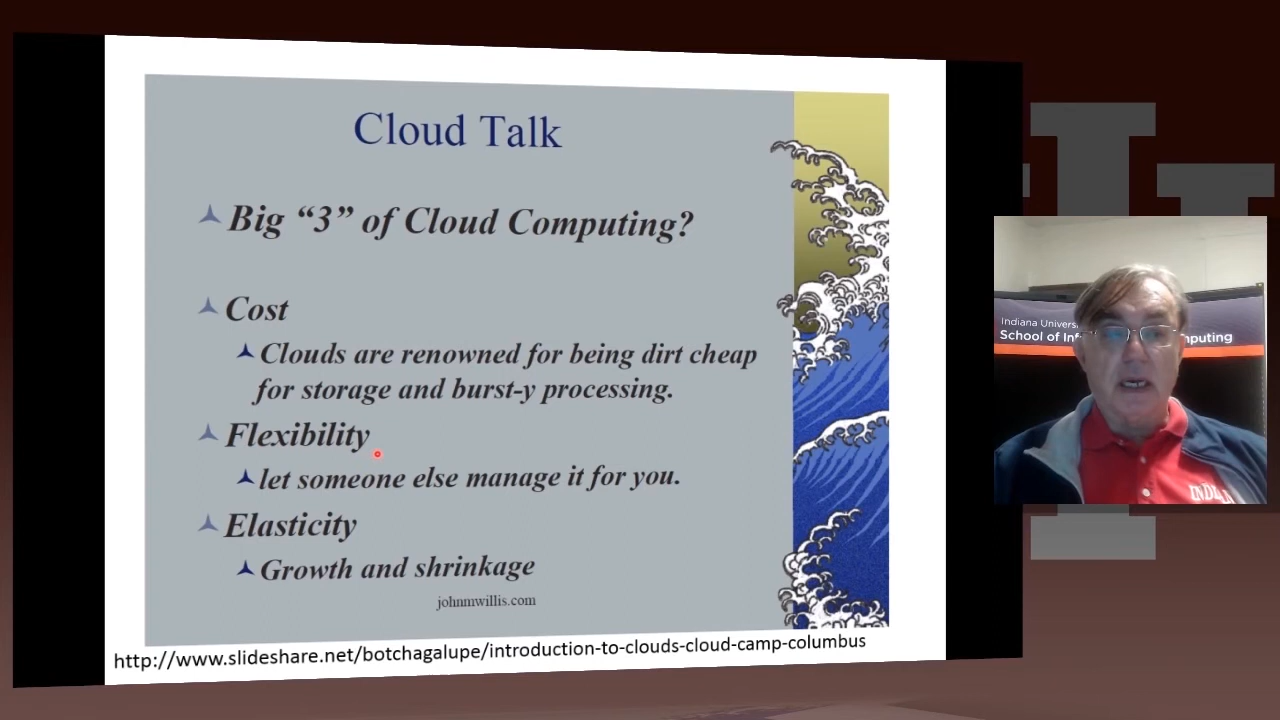 Cloud Talk
Big “3” of Cloud Computing?
Cost
Clouds are renowned for being dirt cheap
for storage and burst-y processing.
Flexibility
let someone else manage it for you.
Elasticity
Growth and shrinkage
johnmwillis.com
http://www.slideshare.net/botchagalupe/introduction-to-clouds-cloud-camp-columbus
Indiana
School of